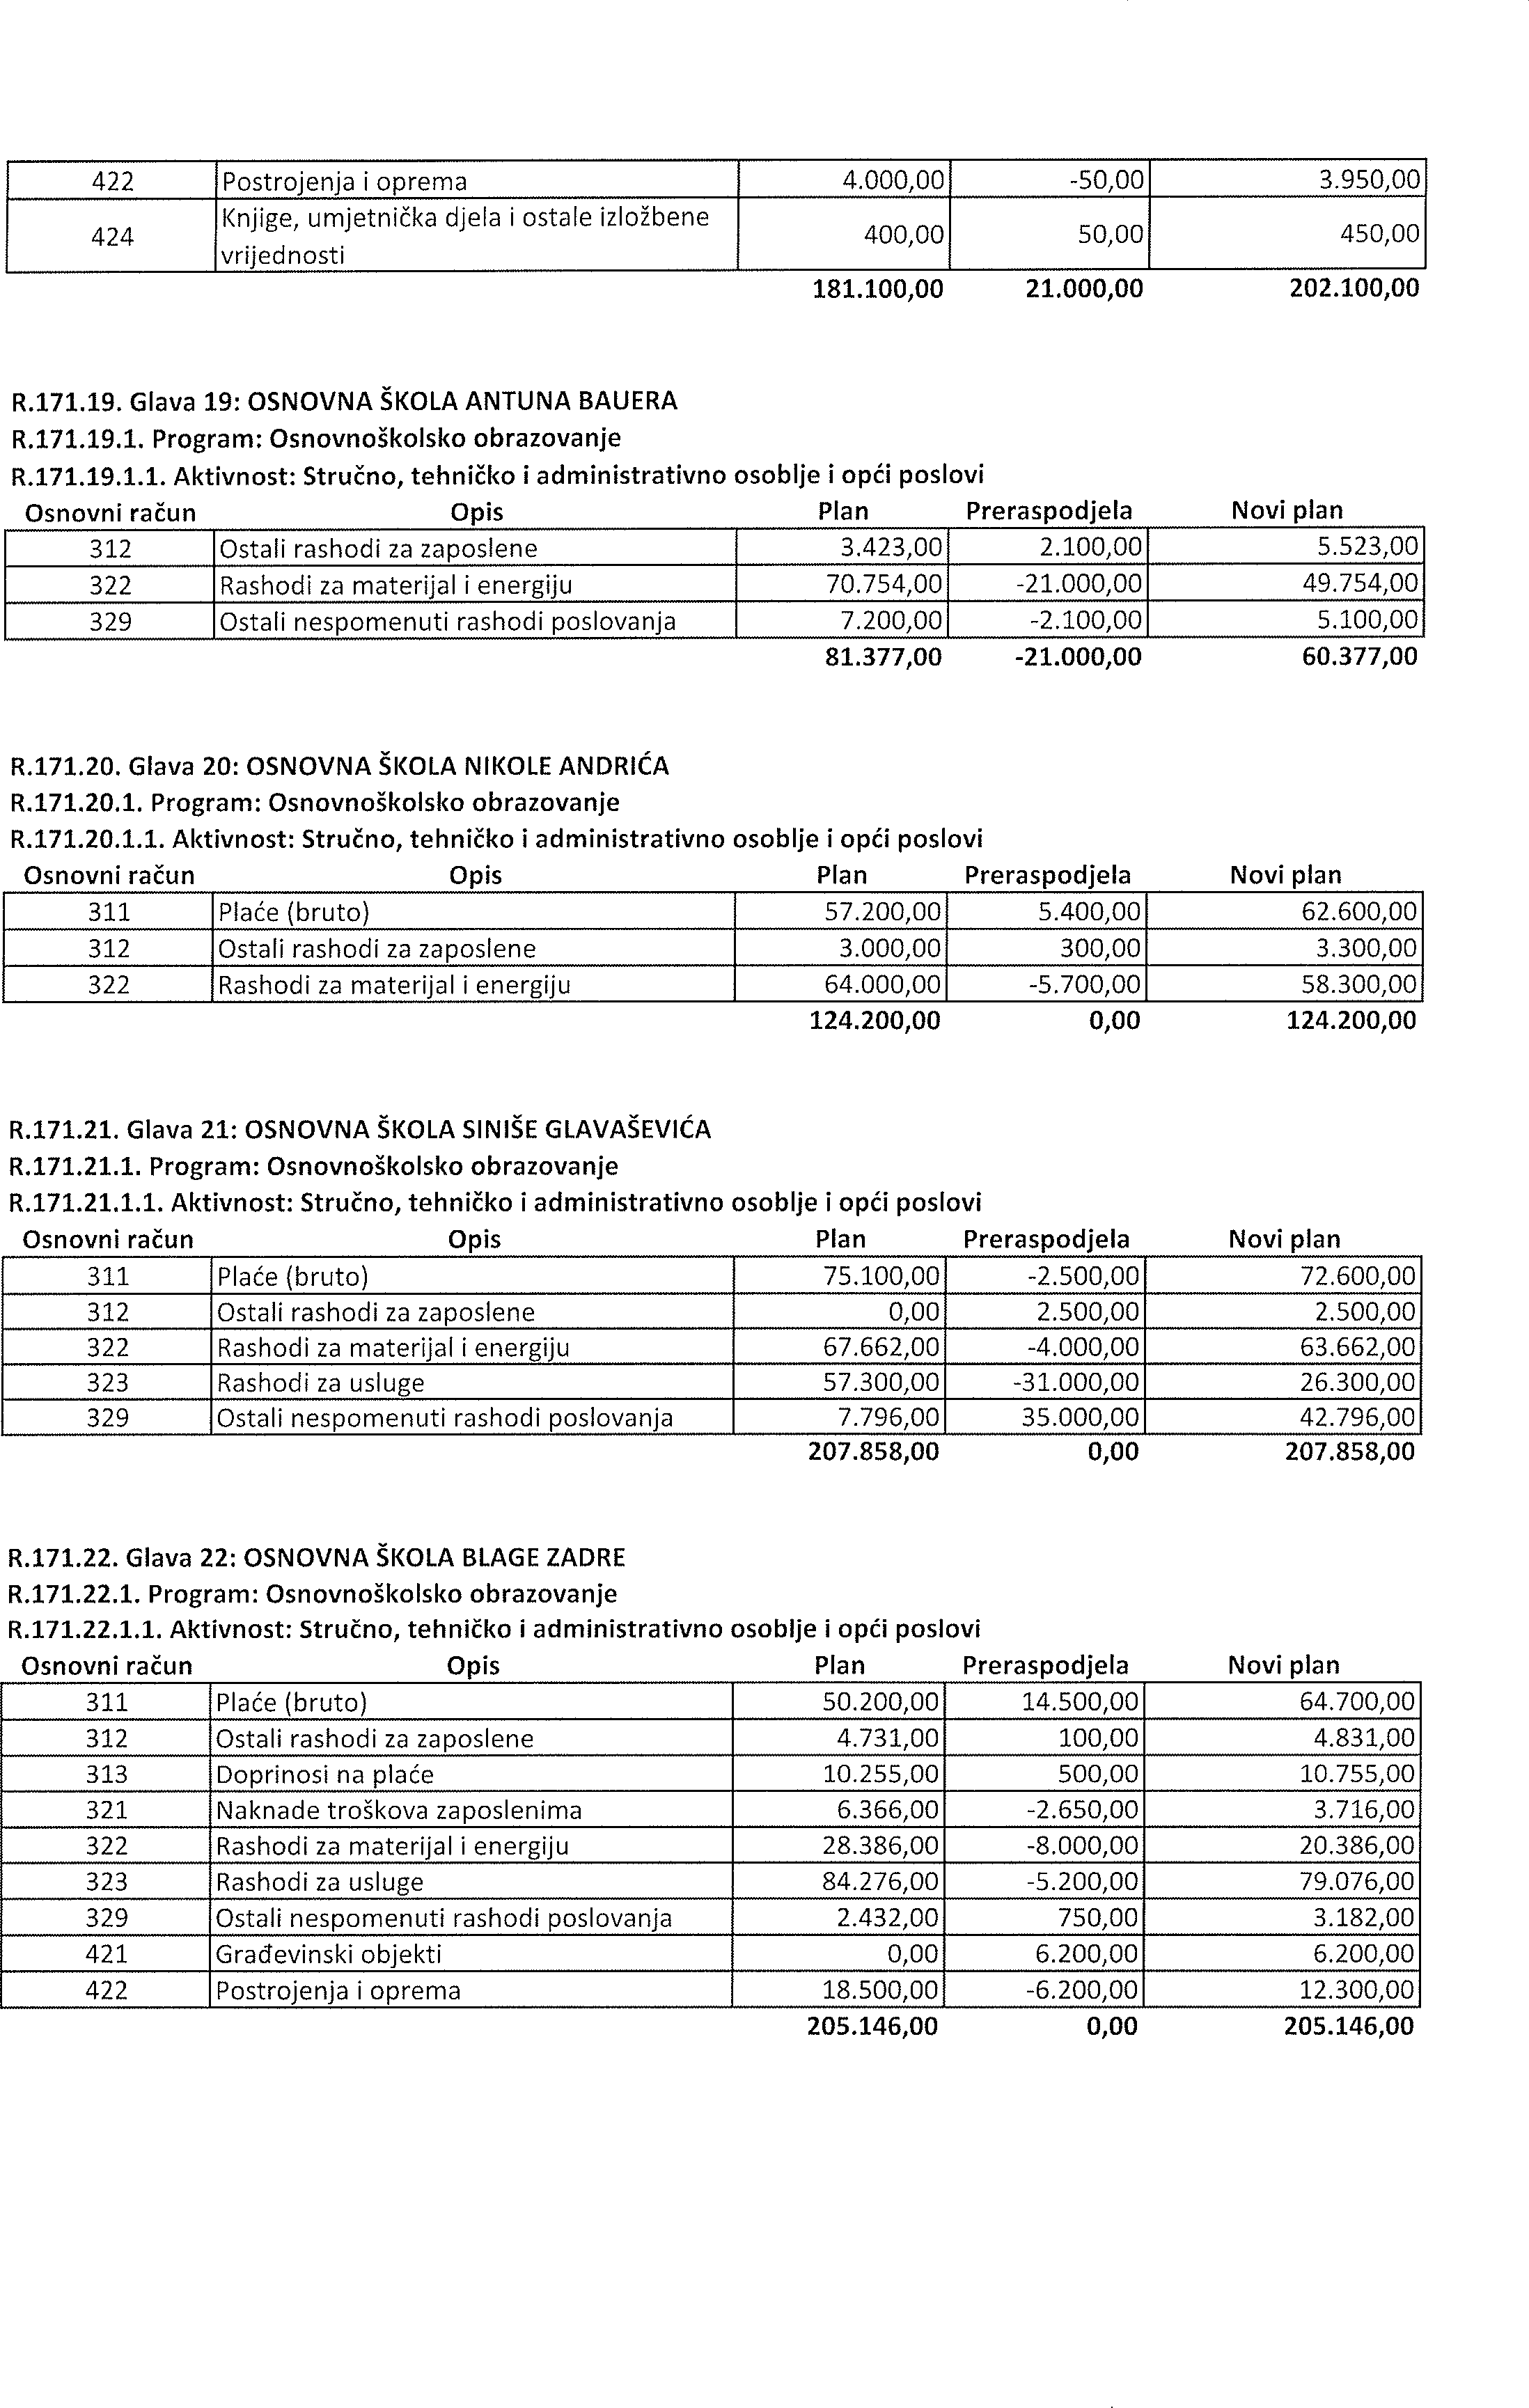 422 Postrojenja i oprema 4.000,00 -50,00 3.950,00
424 Knjige, umjetnička djela i ostale izložbene vrijednosti 400,00 50,00 450,00
181.100,00 21.000,00 202.100,00
R.171.19. Glava 19: OSNOVNA ŠKOLA ANTUNA BAUERA
R.171.19.1. Program: Osnovnoškolsko obrazovanje
R.171.19.1.1. Aktivnost: Stručno, tehničko i administrativno osoblje i opći poslovi
Osnovni račun Opis Plan Preraspodjela Novi plan
312 Ostali rashodi za zaposlene 3.423,00 2.100,00 5.523,00
322 Rashodi za materijal i energiju 70.754,00 -21.000,00 49.754,00
329 Ostali nespomenuti rashodi poslovanja 7.200,00 -2.100,00 5.100,00
81.377,00 -21.000,00 60.377,00
R.171.20. Glava 20: OSNOVNA ŠKOLA NIKOLE ANDRIĆA
R.171.20.1. Program: Osnovnoškolsko obrazovanje
R.171.20.1.1. Aktivnost: Stručno, tehničko i administrativno osoblje i opći poslovi
Osnovni račun Opis Plan Preraspodjela Novi plan
311 Plaće (bruto) 57.200,00 5.400,00 62.600,00
312 Ostali rashodi za zaposlene 3.000,00 300,00 3.300,00
322 Rashodi za materijal i energiju 64.000,00 -5.700,00 58.300,00
124.200,00 0,00 124.200,00
R.171.21. Glava 21: OSNOVNA ŠKOLA SINIŠE GLAVAŠEVIĆA
R.171.21.1. Program: Osnovnoškolsko obrazovanje
R.171.21.1.1. Aktivnost: Stručno, tehničko i administrativno osoblje i opći poslovi
Osnovni račun Opis Plan Preraspodjela Novi plan
311 Plaće (bruto) 75.100,00 -2.500,00 72.600,00
312 Ostali rashodi za zaposlene 0,00 2.500,00 2.500,00
322 Rashodi za materijal i energiju 67.662,00 -4.000,00 63.662,00
323 Rashodi za usluge 57.300,00 -31.000,00 26.300,00
329 Ostali nespomenuti rashodi poslovanja 7.796,00 35.000,00 42.796,00
207.858,00 0,00 207.858,00
R.171.22. Glava 22: OSNOVNA ŠKOLA BLAGE ZADRE
R.171.22.1. Program: Osnovnoškolsko obrazovanje
R.171.22.1.1. Aktivnost: Stručno, tehničko i administrativno osoblje i opći poslovi
Osnovni račun Opis Plan Preraspodjela Novi plan
311 Plaće (bruto) 50.200,00 14.500,00 64.700,00
312 Ostali rashodi za zaposlene 4.731,00 100,00 4.831,00
313 Doprinosi na plaće 10.255,00 500,00 10.755,00
321 Naknade troškova zaposlenima 6.366,00 -2.650,00 3.716,00
322 Rashodi za materijal i energiju 28.386,00 -8.000,00 20.386,00
323 Rashodi za usluge 84.276,00 -5.200,00 79.076,00
329 Ostali nespomenuti rashodi poslovanja 2.432,00 750,00 3.182,00
421 Građevinski objekti 0,00 6.200,00 6.200,00
422 Postrojenja i oprema 18.500,00 -6.200,00 12.300,00
205.146,00 0,00 205.146,00